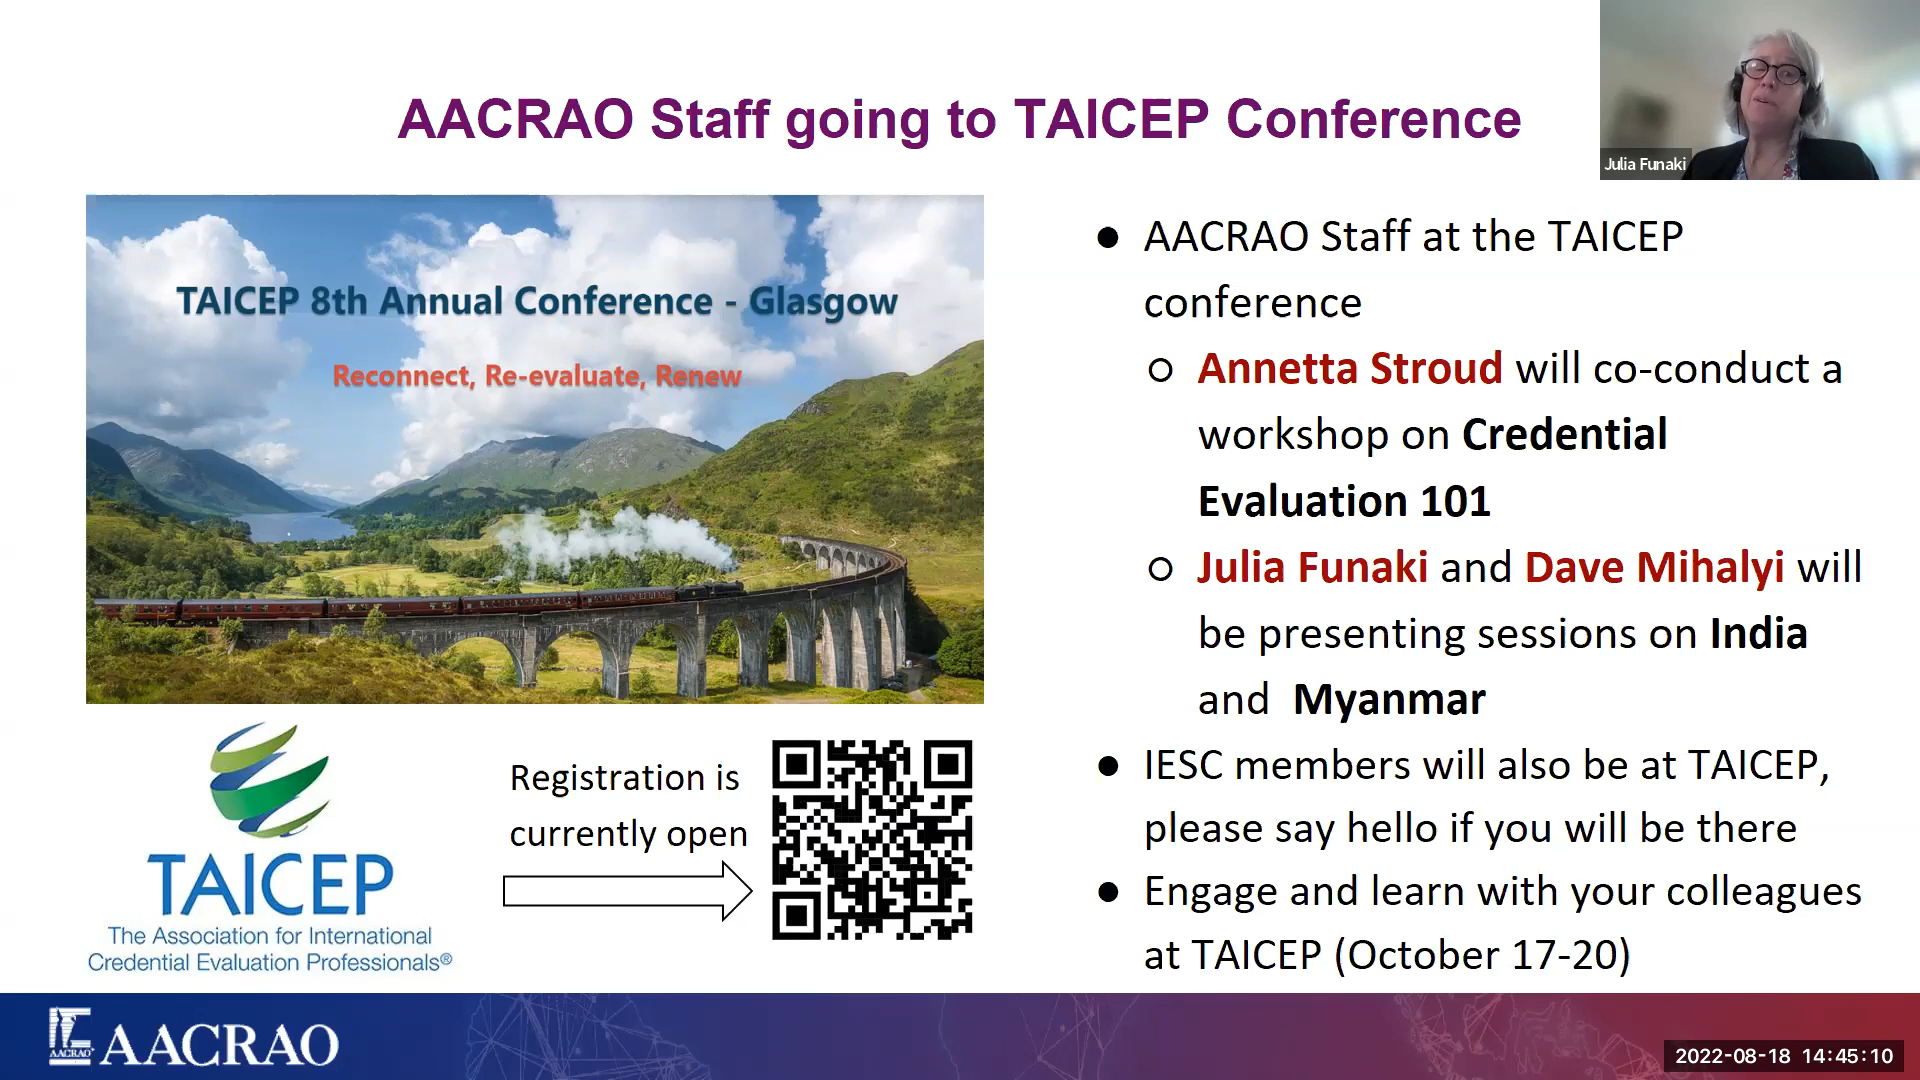 AACRAO Staff going to TAICEP Conference
Julia Funaki
TAICEP 8th Annual Conference - Glasgow
Reconnect, Re-evaluate, Renew
● AACRAO Staff at the TAICEP
conference
○ Annetta Stroud will co-conduct a
workshop on Credential
Evaluation 101
○ Julia Funaki and Dave Mihalyi will
be presenting sessions on India
and Myanmar
● IESC members will also be at TAICEP,
please say hello if you will be there
● Engage and learn with your colleagues
at TAICEP (October 17-20)
TAICEP
The Association for International
Credential Evaluation Professionals®
Registration is
currently open
AACRAO
AACRAO
2022-08-18 14:45:10